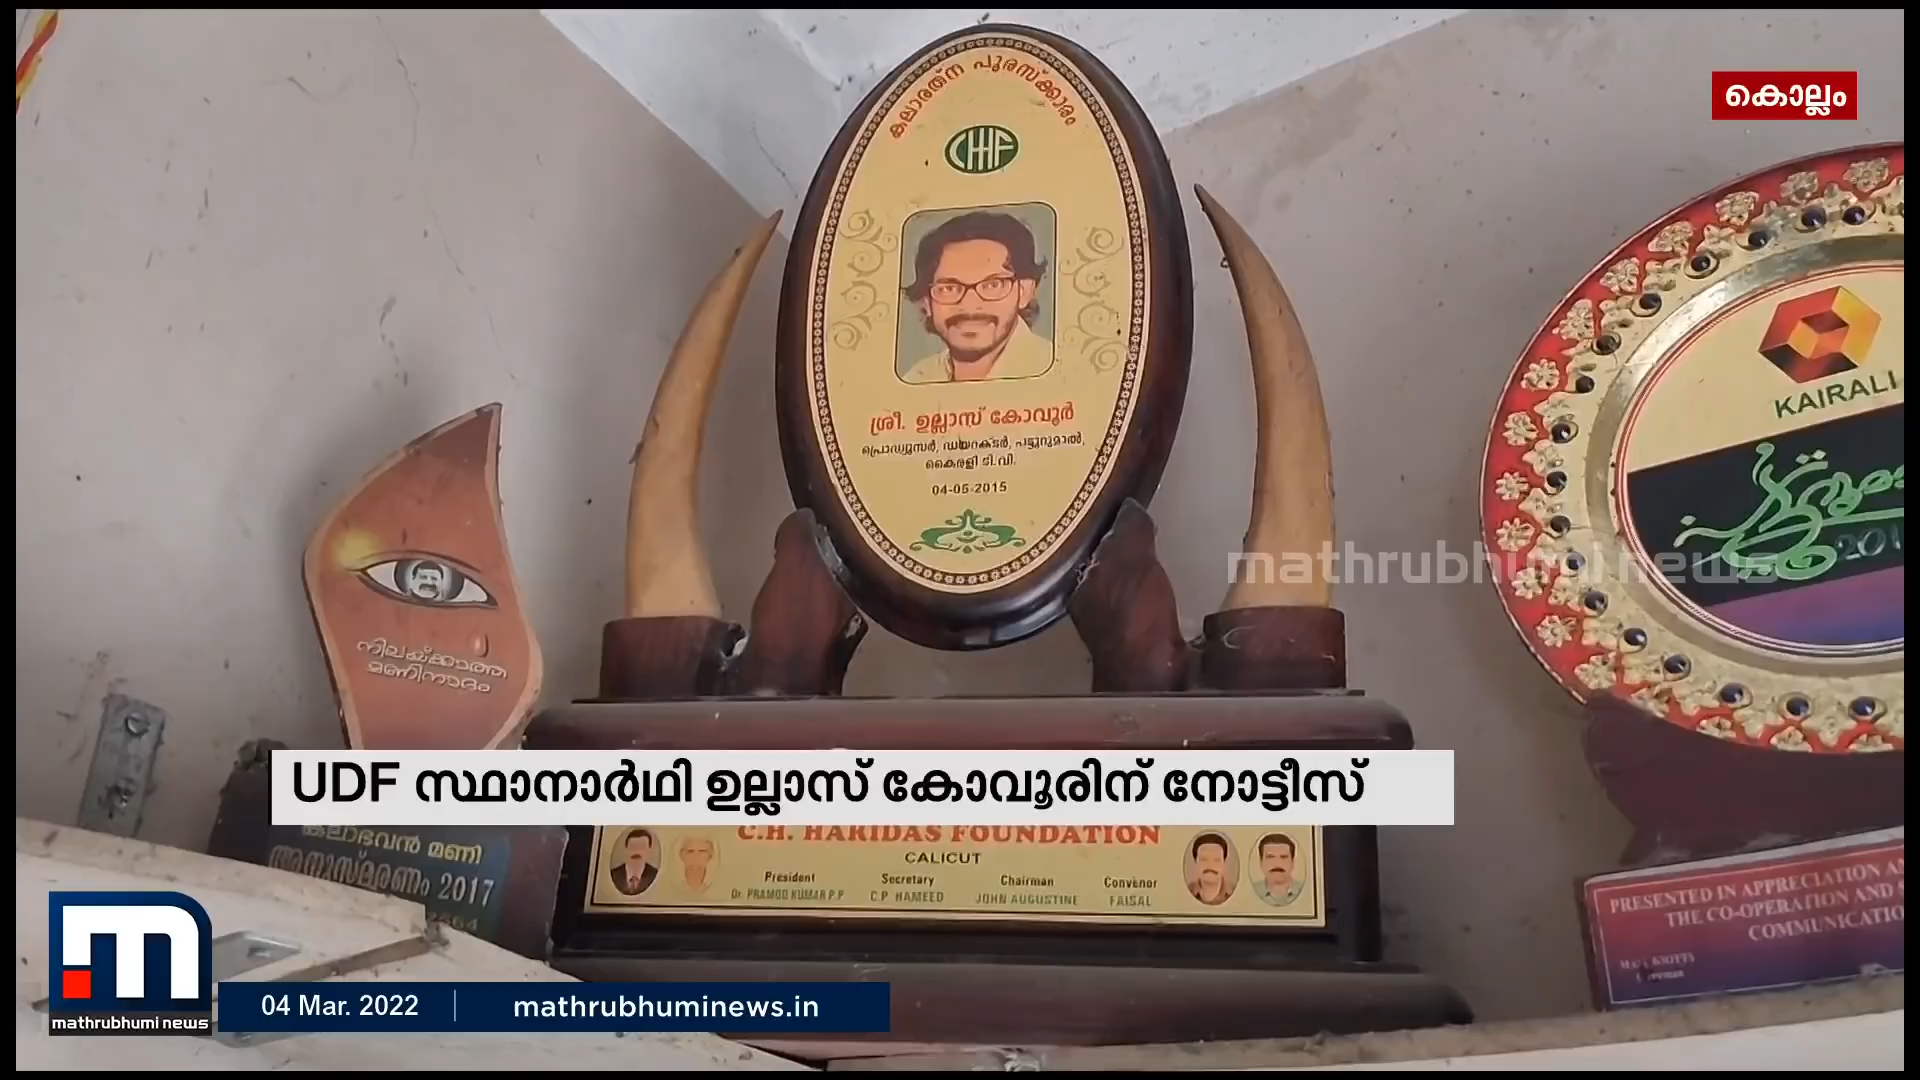 കൊല്ലം
കലാരത്ന പുരസ്ക്കാരം
CHHF
ശ്രീ. ഉല്ലാസ് കോവൂർ
പ്രൊഡ്യൂസർ, ഡയറക്ടർ, പട്ടുറുമാൽ,
കൈരളി ടി.വി.
04-05-2015
KAIRALI
നിലയ്ക്കാത്ത
മണിനാദം
mathrubhumi news
UDF സ്ഥാനാർഥി ഉല്ലാസ് കോവൂരിന് നോട്ടീസ്
C.H. HARIDAS FOUNDATION
CALICUT
President Secretary Chairman Convenor
Dr. PRAMOD KUMAR P.P C.P. HAMEED JOHN AUGUSTINE FAISAL
കലാഭവൻ മണി
അനുസ്മരണം 2017
PRESENTED IN APPRECIATION
THE CO-OPERATION AND
COMMUNICATIO
mathrubhumi news
04 Mar. 2022
mathrubhuminews.in